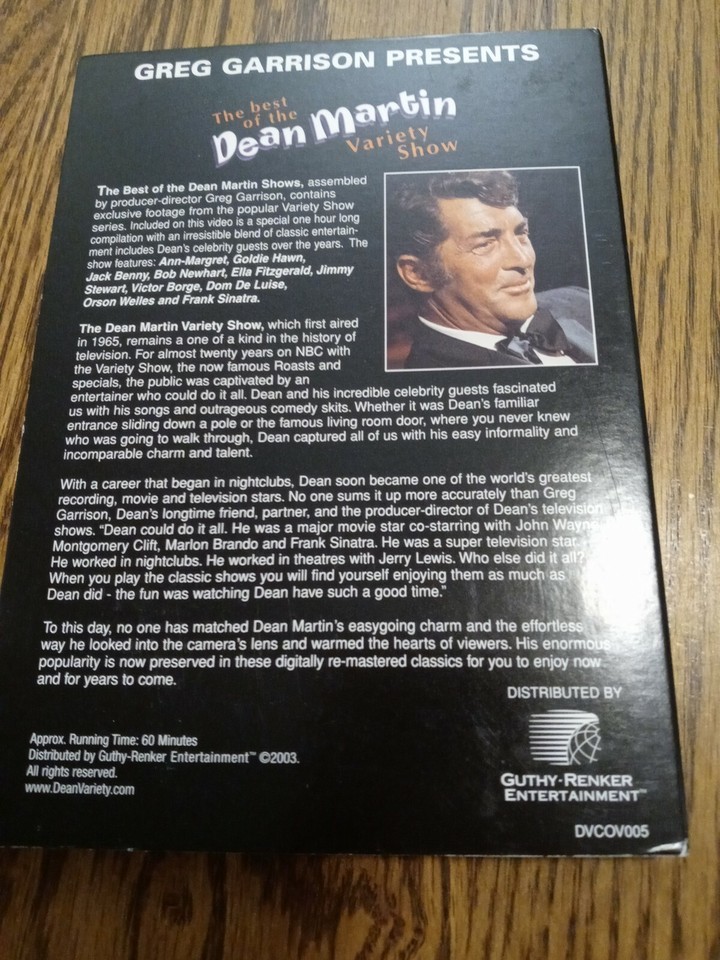 GREG GARRISON PRESENTS
The best
of the
Dean Martin
Variety
Show
The Best of the Dean Martin Shows, assembled
by producer-director Greg Garrison, contains
exclusive footage from the popular Variety Show
series. Included on this video is a special one hour long
compilation with an irresistible blend of classic entertain-
ment includes Dean's celebrity guests over the years. The
show features: Ann-Margret, Goldie Hawn,
Jack Benny, Bob Newhart, Ella Fitzgerald, Jimmy
Stewart, Victor Borge, Dom De Luise,
Orson Welles and Frank Sinatra.
The Dean Martin Variety Show, which first aired
in 1965, remains a one of a kind in the history of
television. For almost twenty years on NBC with
the Variety Show, the now famous Roasts and
specials, the public was captivated by an
entertainer who could do it all. Dean and his incredible celebrity guests fascinated
us with his songs and outrageous comedy skits. Whether it was Dean's familiar
entrance sliding down a pole or the famous living room door, where you never knew
who was going to walk through, Dean captured all of us with his easy informality and
incomparable charm and talent.
With a career that began in nightclubs, Dean soon became one of the world's greatest
recording, movie and television stars. No one sums it up more accurately than Greg
Garrison, Dean's longtime friend, partner, and the producer-director of Dean's television
shows. "Dean could do it all. He was a major movie star co-starring with John Wayne,
Montgomery Clift, Marlon Brando and Frank Sinatra. He was a super television star.
He worked in nightclubs. He worked in theatres with Jerry Lewis. Who else did it all?
When you play the classic shows you will find yourself enjoying them as much as
Dean did - the fun was watching Dean have such a good time."
To this day, no one has matched Dean Martin's easygoing charm and the effortless
way he looked into the camera's lens and warmed the hearts of viewers. His enormous
popularity is now preserved in these digitally re-mastered classics for you to enjoy now
and for years to come.
DISTRIBUTED BY
GUTHY-RENKER
ENTERTAINMENT™
Approx. Running Time: 60 Minutes
Distributed by Guthy-Renker Entertainment™ ©2003.
All rights reserved.
www.DeanVariety.com
DVCOV005